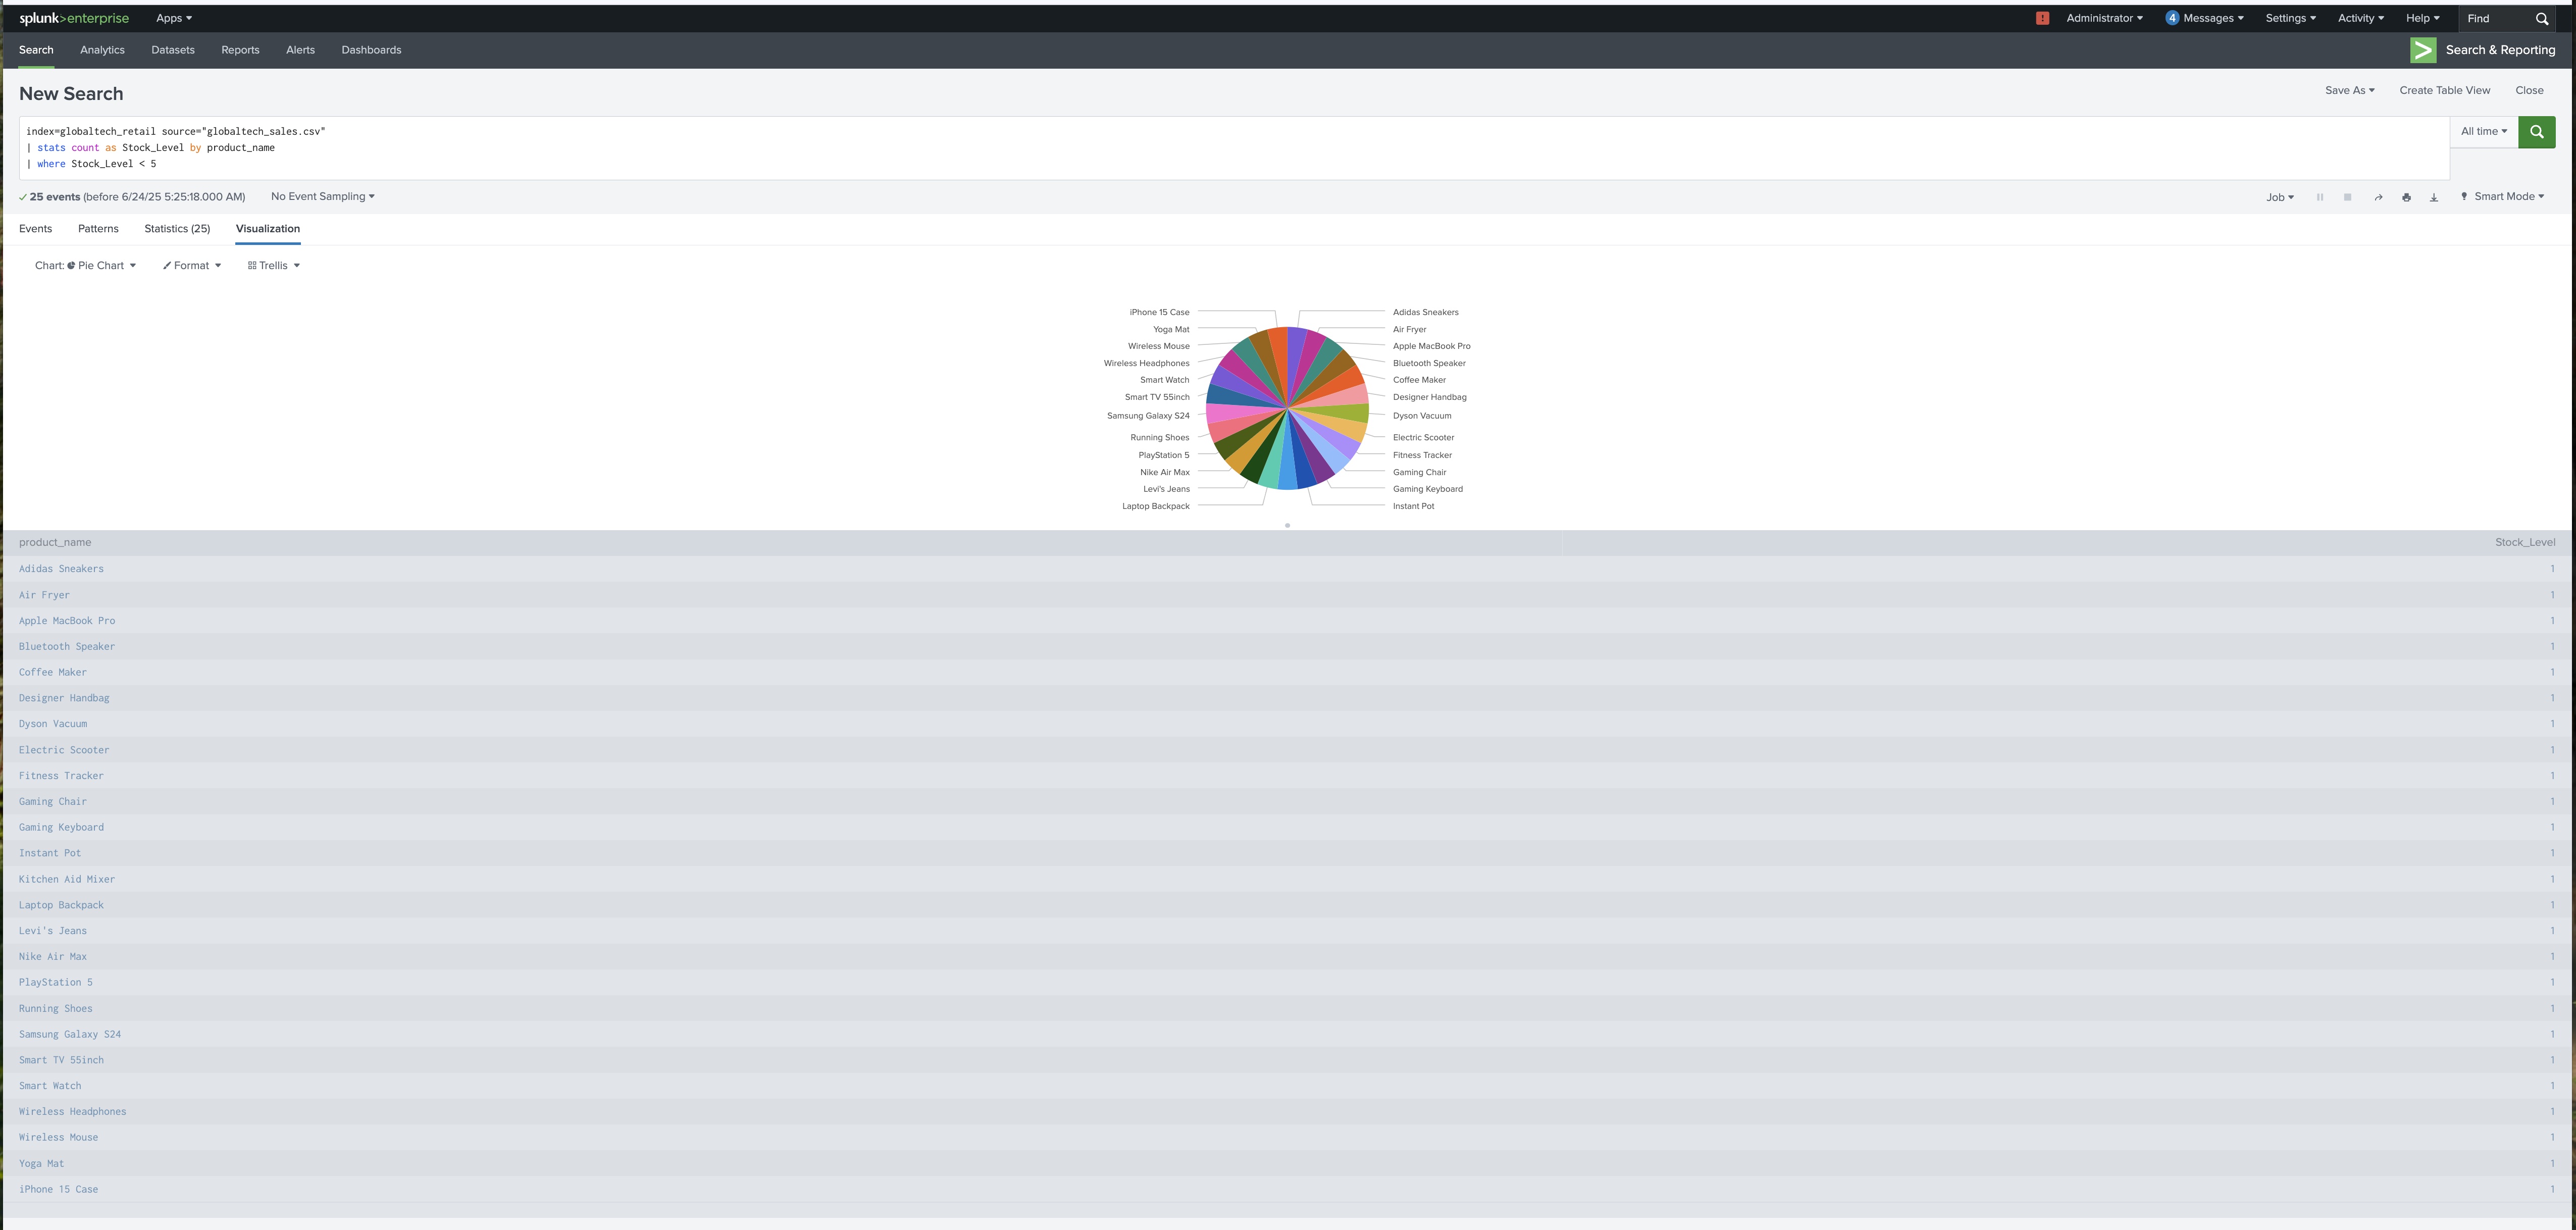 splunk>enterprise Apps Administrator 4 Messages Settings Activity Help Find
Search Analytics Datasets Reports Alerts Dashboards Search & Reporting
New Search Save As Create Table View Close
index=globaltech_retail source="globaltech_sales.csv" All time
| stats count as Stock_Level by product_name
| where Stock_Level < 5
25 events (before 6/24/25 5:25:18.000 AM) No Event Sampling Job Smart Mode
Events Patterns Statistics (25) Visualization
Chart: Pie Chart Format Trellis
iPhone 15 Case Adidas Sneakers
Yoga Mat Air Fryer
Wireless Mouse Apple MacBook Pro
Wireless Headphones Bluetooth Speaker
Smart Watch Coffee Maker
Smart TV 55inch Designer Handbag
Samsung Galaxy S24 Dyson Vacuum
Running Shoes Electric Scooter
PlayStation 5 Fitness Tracker
Nike Air Max Gaming Chair
Levi's Jeans Gaming Keyboard
Laptop Backpack Instant Pot
product_name Stock_Level
Adidas Sneakers 1
Air Fryer 1
Apple MacBook Pro 1
Bluetooth Speaker 1
Coffee Maker 1
Designer Handbag 1
Dyson Vacuum 1
Electric Scooter 1
Fitness Tracker 1
Gaming Chair 1
Gaming Keyboard 1
Instant Pot 1
Kitchen Aid Mixer 1
Laptop Backpack 1
Levi's Jeans 1
Nike Air Max 1
PlayStation 5 1
Running Shoes 1
Samsung Galaxy S24 1
Smart TV 55inch 1
Smart Watch 1
Wireless Headphones 1
Wireless Mouse 1
Yoga Mat 1
iPhone 15 Case 1